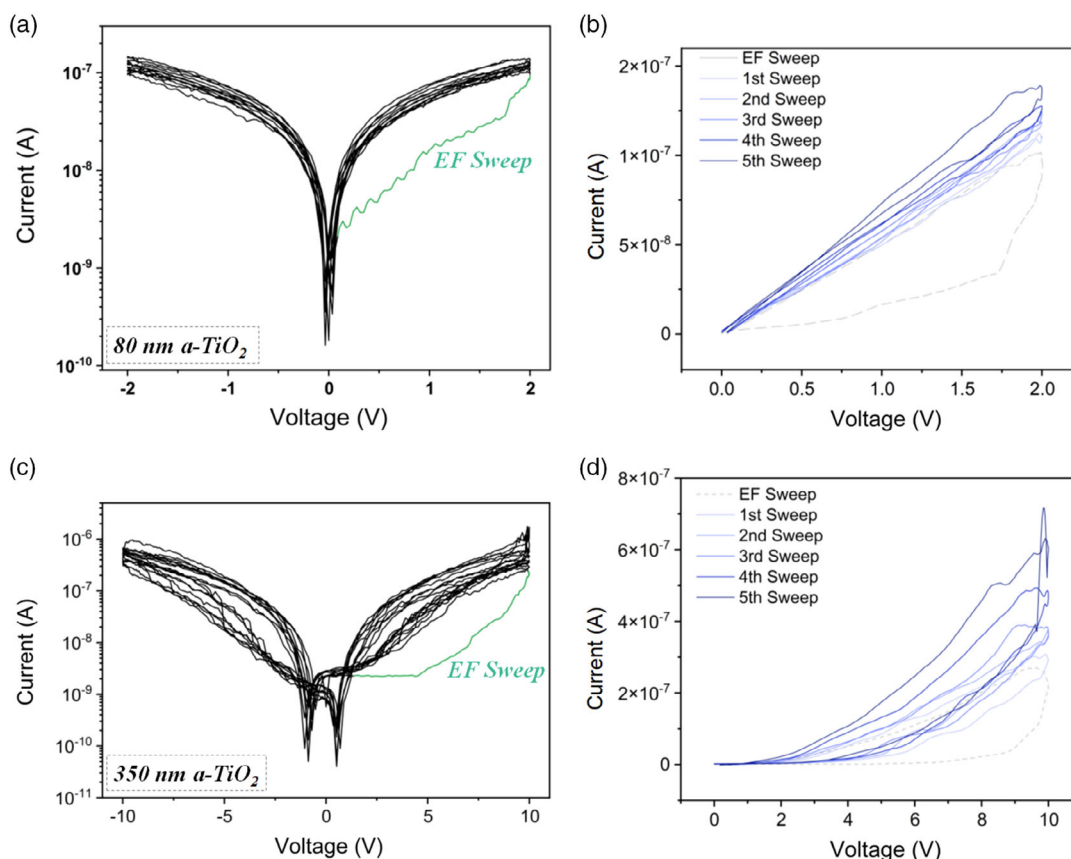 (a)
10⁻⁷
10⁻⁸
10⁻⁹
10⁻¹⁰
Current (A)
EF Sweep
80 nm a-TiO₂
-2 -1 0 1 2
Voltage (V)
(b)
2×10⁻⁷
1×10⁻⁷
5×10⁻⁸
0
Current (A)
EF Sweep
1st Sweep
2nd Sweep
3rd Sweep
4th Sweep
5th Sweep
0.0 0.5 1.0 1.5 2.0
Voltage (V)
(c)
10⁻⁶
10⁻⁷
10⁻⁸
10⁻⁹
10⁻¹⁰
10⁻¹¹
Current (A)
EF Sweep
350 nm a-TiO₂
-10 -5 0 5 10
Voltage (V)
(d)
8×10⁻⁷
6×10⁻⁷
4×10⁻⁷
2×10⁻⁷
0
Current (A)
EF Sweep
1st Sweep
2nd Sweep
3rd Sweep
4th Sweep
5th Sweep
0 2 4 6 8 10
Voltage (V)